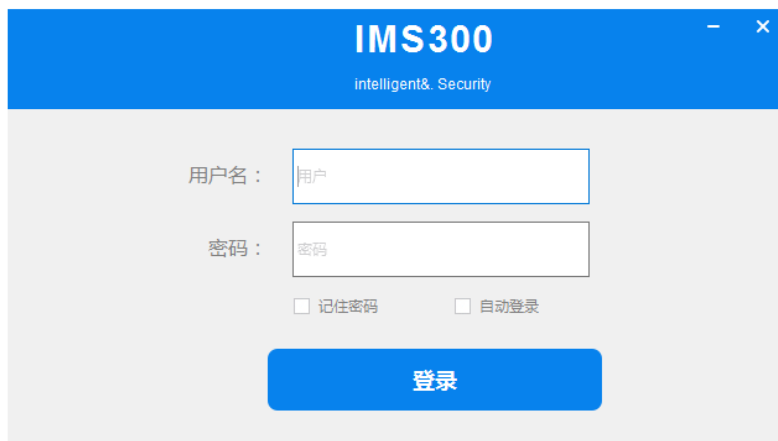 IMS300
intelligent&. Security
用户名：
用户
密码：
密码
记住密码 自动登录
登录